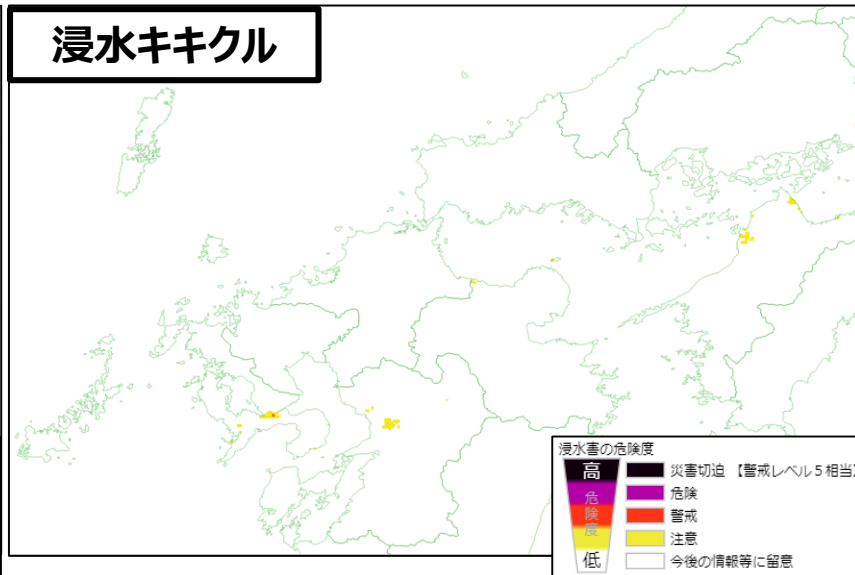 浸水キキクル
浸水害の危険度
高
危
険
度
低
災害切迫 【警戒レベル5相当】
危険
警戒
注意
今後の情報等に留意